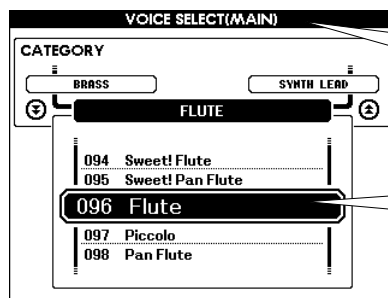 VOICE SELECT(MAIN)
CATEGORY
BRASS
SYNTH LEAD
FLUTE
094 Sweet! Flute
095 Sweet! Pan Flute
096 Flute
097 Piccolo
098 Pan Flute